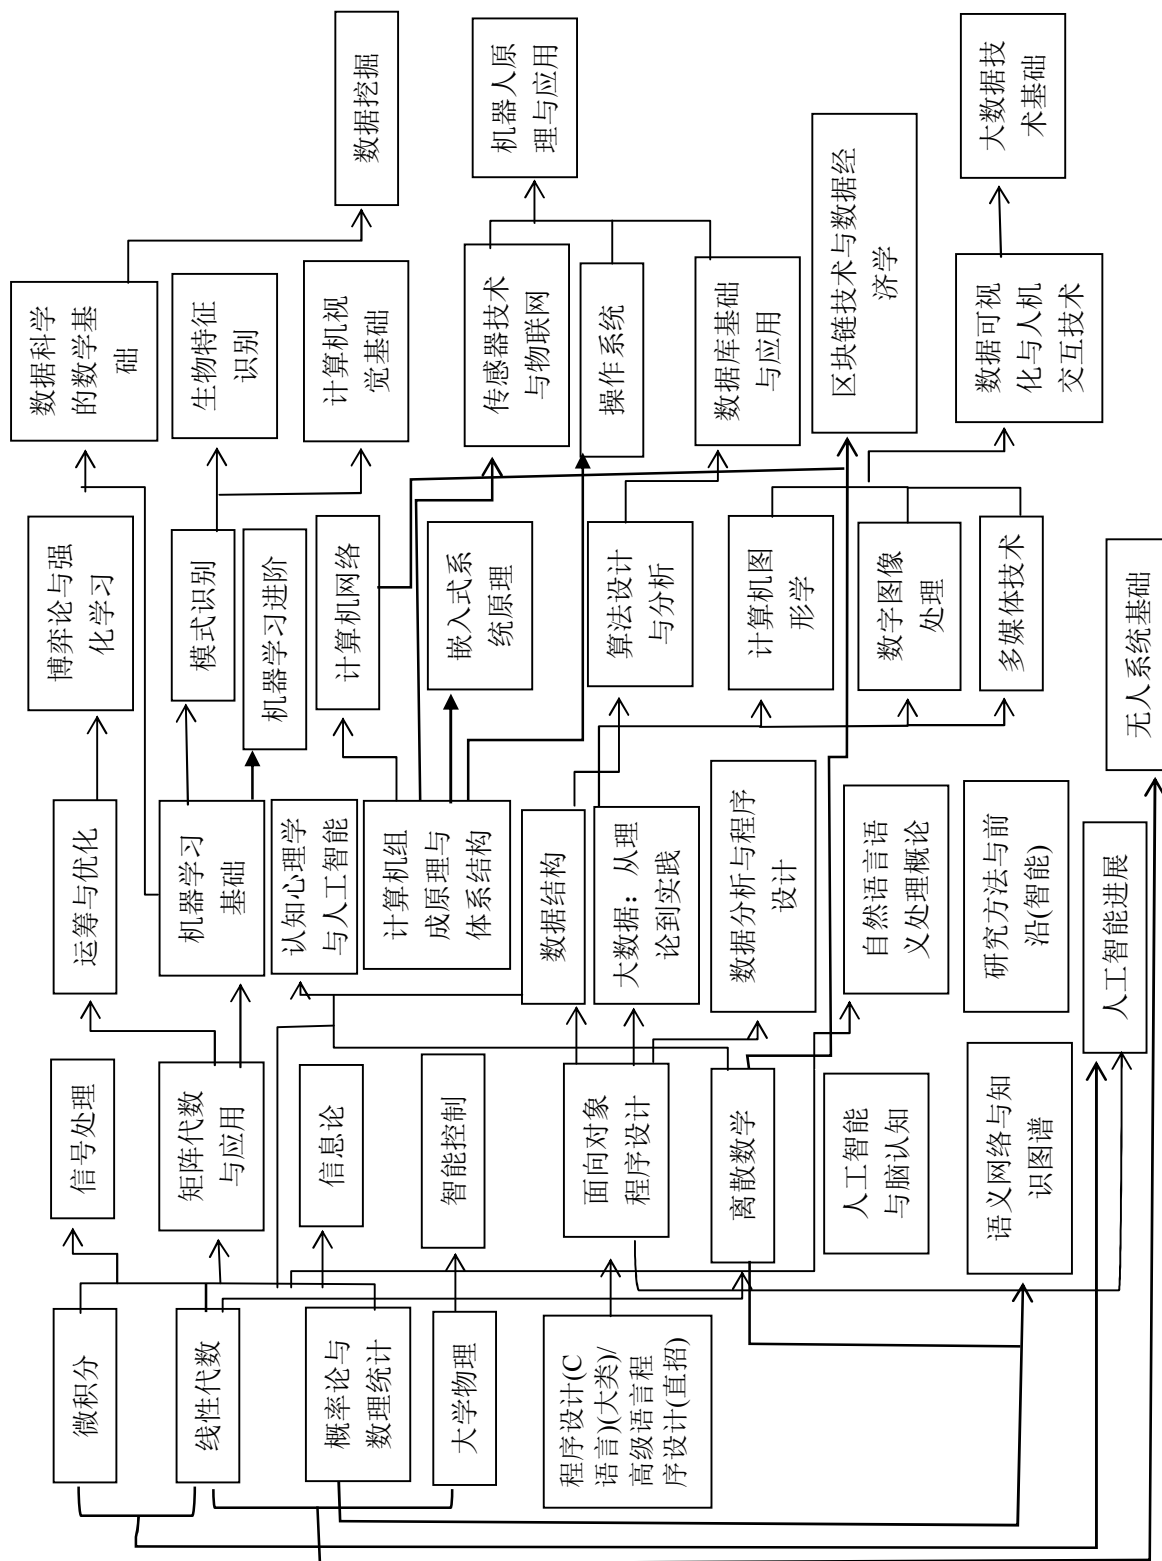 微积分
线性代数
概率论与
数理统计
大学物理
程序设计(C
语言)(大类)/
高级语言程
序设计(直招)
信号处理
矩阵代数
与应用
信息论
智能控制
面向对象
程序设计
离散数学
人工智能
与脑认知
语义网络与知
识图谱
运筹与优化
机器学习
基础
认知心理学
与人工智能
计算机组
成原理与
体系结构
数据结构
大数据：从理
论到实践
数据分析与程序
设计
自然语言语
义处理概论
研究方法与前
沿(智能)
人工智能进展
博弈论与强
化学习
模式识别
机器学习进阶
计算机网络
嵌入式系
统原理
算法设计
与分析
计算机图
形学
数字图像
处理
多媒体技术
无人系统基础
数据科学
的数学基
础
生物特征
识别
计算机视
觉基础
传感器技术
与物联网
操作系统
数据库基础
与应用
区块链技术与数据经
济学
数据可视
化与人机
交互技术
数据挖掘
机器人原
理与应用
大数据技
术基础